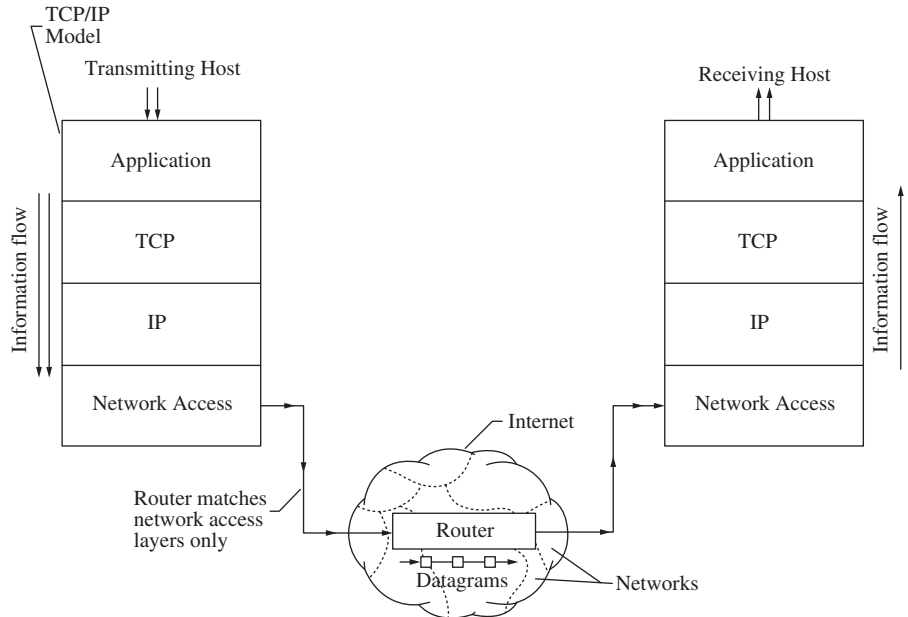 TCP/IP
Model
Transmitting Host
Application
TCP
IP
Network Access
Information flow
Receiving Host
Application
TCP
IP
Network Access
Information flow
Internet
Router matches
network access
layers only
Router
Datagrams
Networks